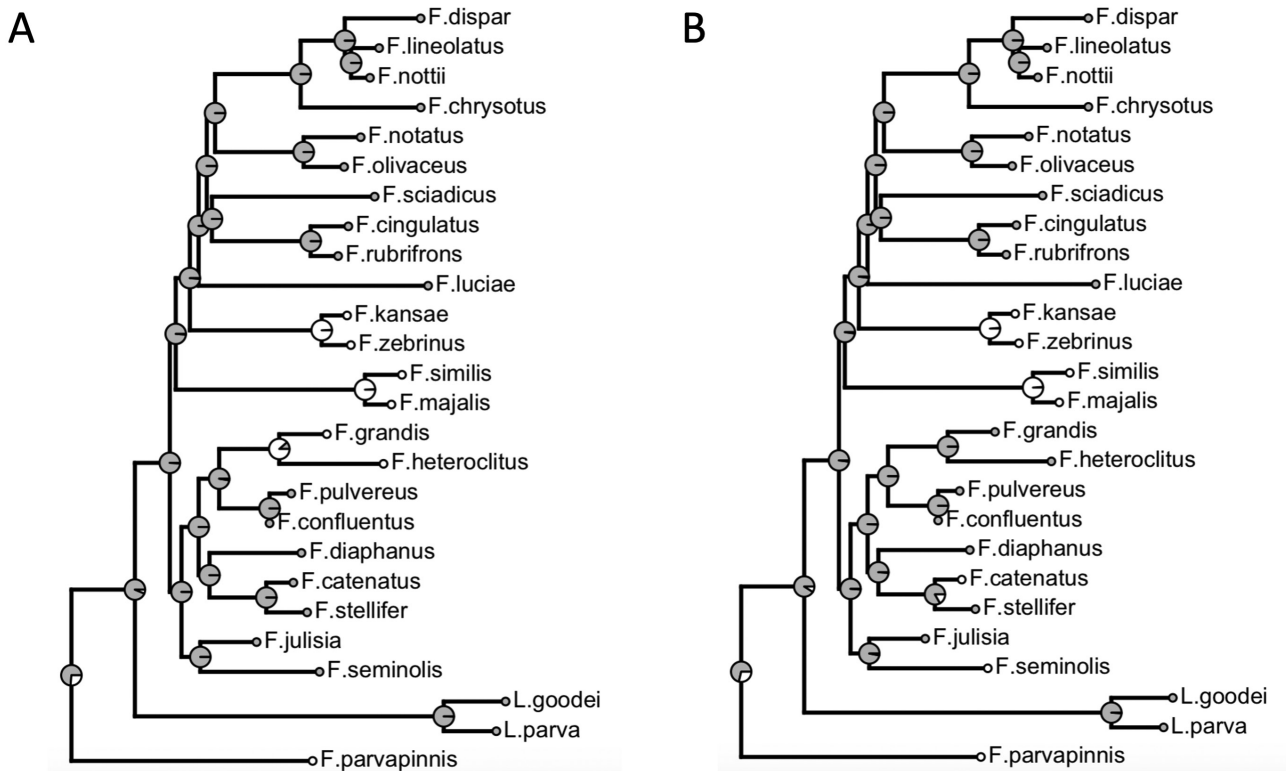 A
F.dispar
F.lineolatus
F.nottii
F.chrysotus
F.notatus
F.olivaceus
F.sciadicus
F.cingulatus
F.rubrifrons
F.luciae
F.kansae
F.zebrinus
F.similis
F.majalis
F.grandis
F.heteroclitus
F.pulvereus
F.confluentus
F.diaphanus
F.catenatus
F.stellifer
F.julisia
F.seminolis
L.goodei
L.parva
F.parvapinnis
B
F.dispar
F.lineolatus
F.nottii
F.chrysotus
F.notatus
F.olivaceus
F.sciadicus
F.cingulatus
F.rubrifrons
F.luciae
F.kansae
F.zebrinus
F.similis
F.majalis
F.grandis
F.heteroclitus
F.pulvereus
F.confluentus
F.diaphanus
F.catenatus
F.stellifer
F.julisia
F.seminolis
L.goodei
L.parva
F.parvapinnis